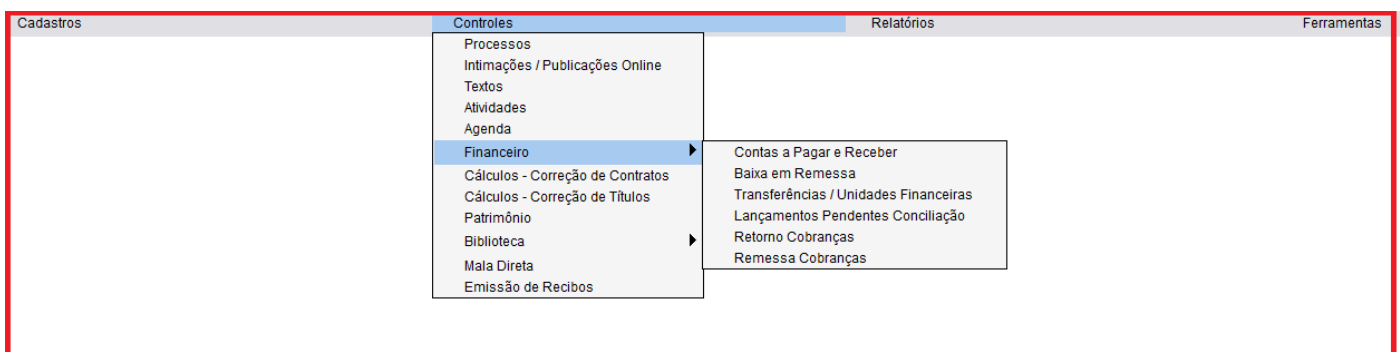 Cadastros
Controles
Relatórios
Ferramentas
Processos
Intimações / Publicações Online
Textos
Atividades
Agenda
Financeiro
Cálculos - Correção de Contratos
Cálculos - Correção de Títulos
Patrimônio
Biblioteca
Mala Direta
Emissão de Recibos
Contas a Pagar e Receber
Baixa em Remessa
Transferências / Unidades Financeiras
Lançamentos Pendentes Conciliação
Retorno Cobranças
Remessa Cobranças